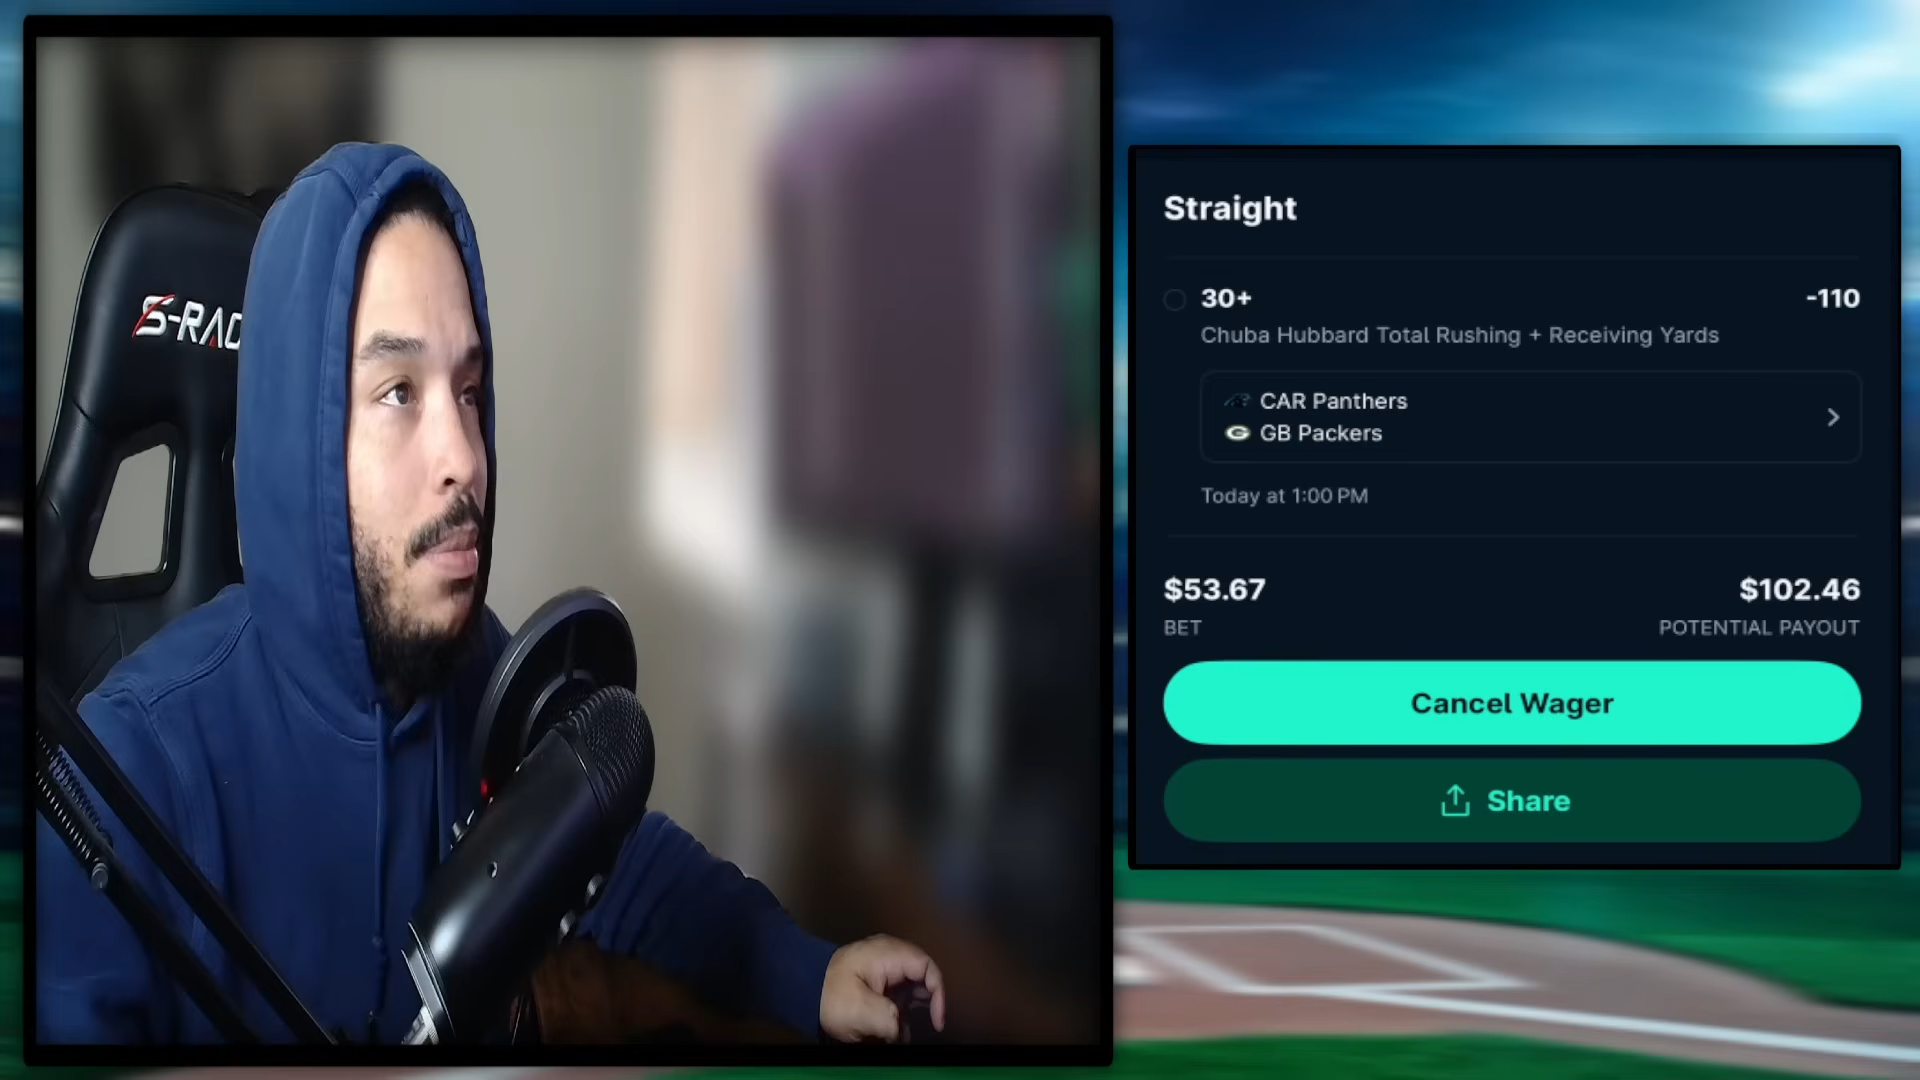 S-RAC
Straight
30+
-110
Chuba Hubbard Total Rushing + Receiving Yards
CAR Panthers
GB Packers
Today at 1:00 PM
$53.67
$102.46
BET
POTENTIAL PAYOUT
Cancel Wager
Share